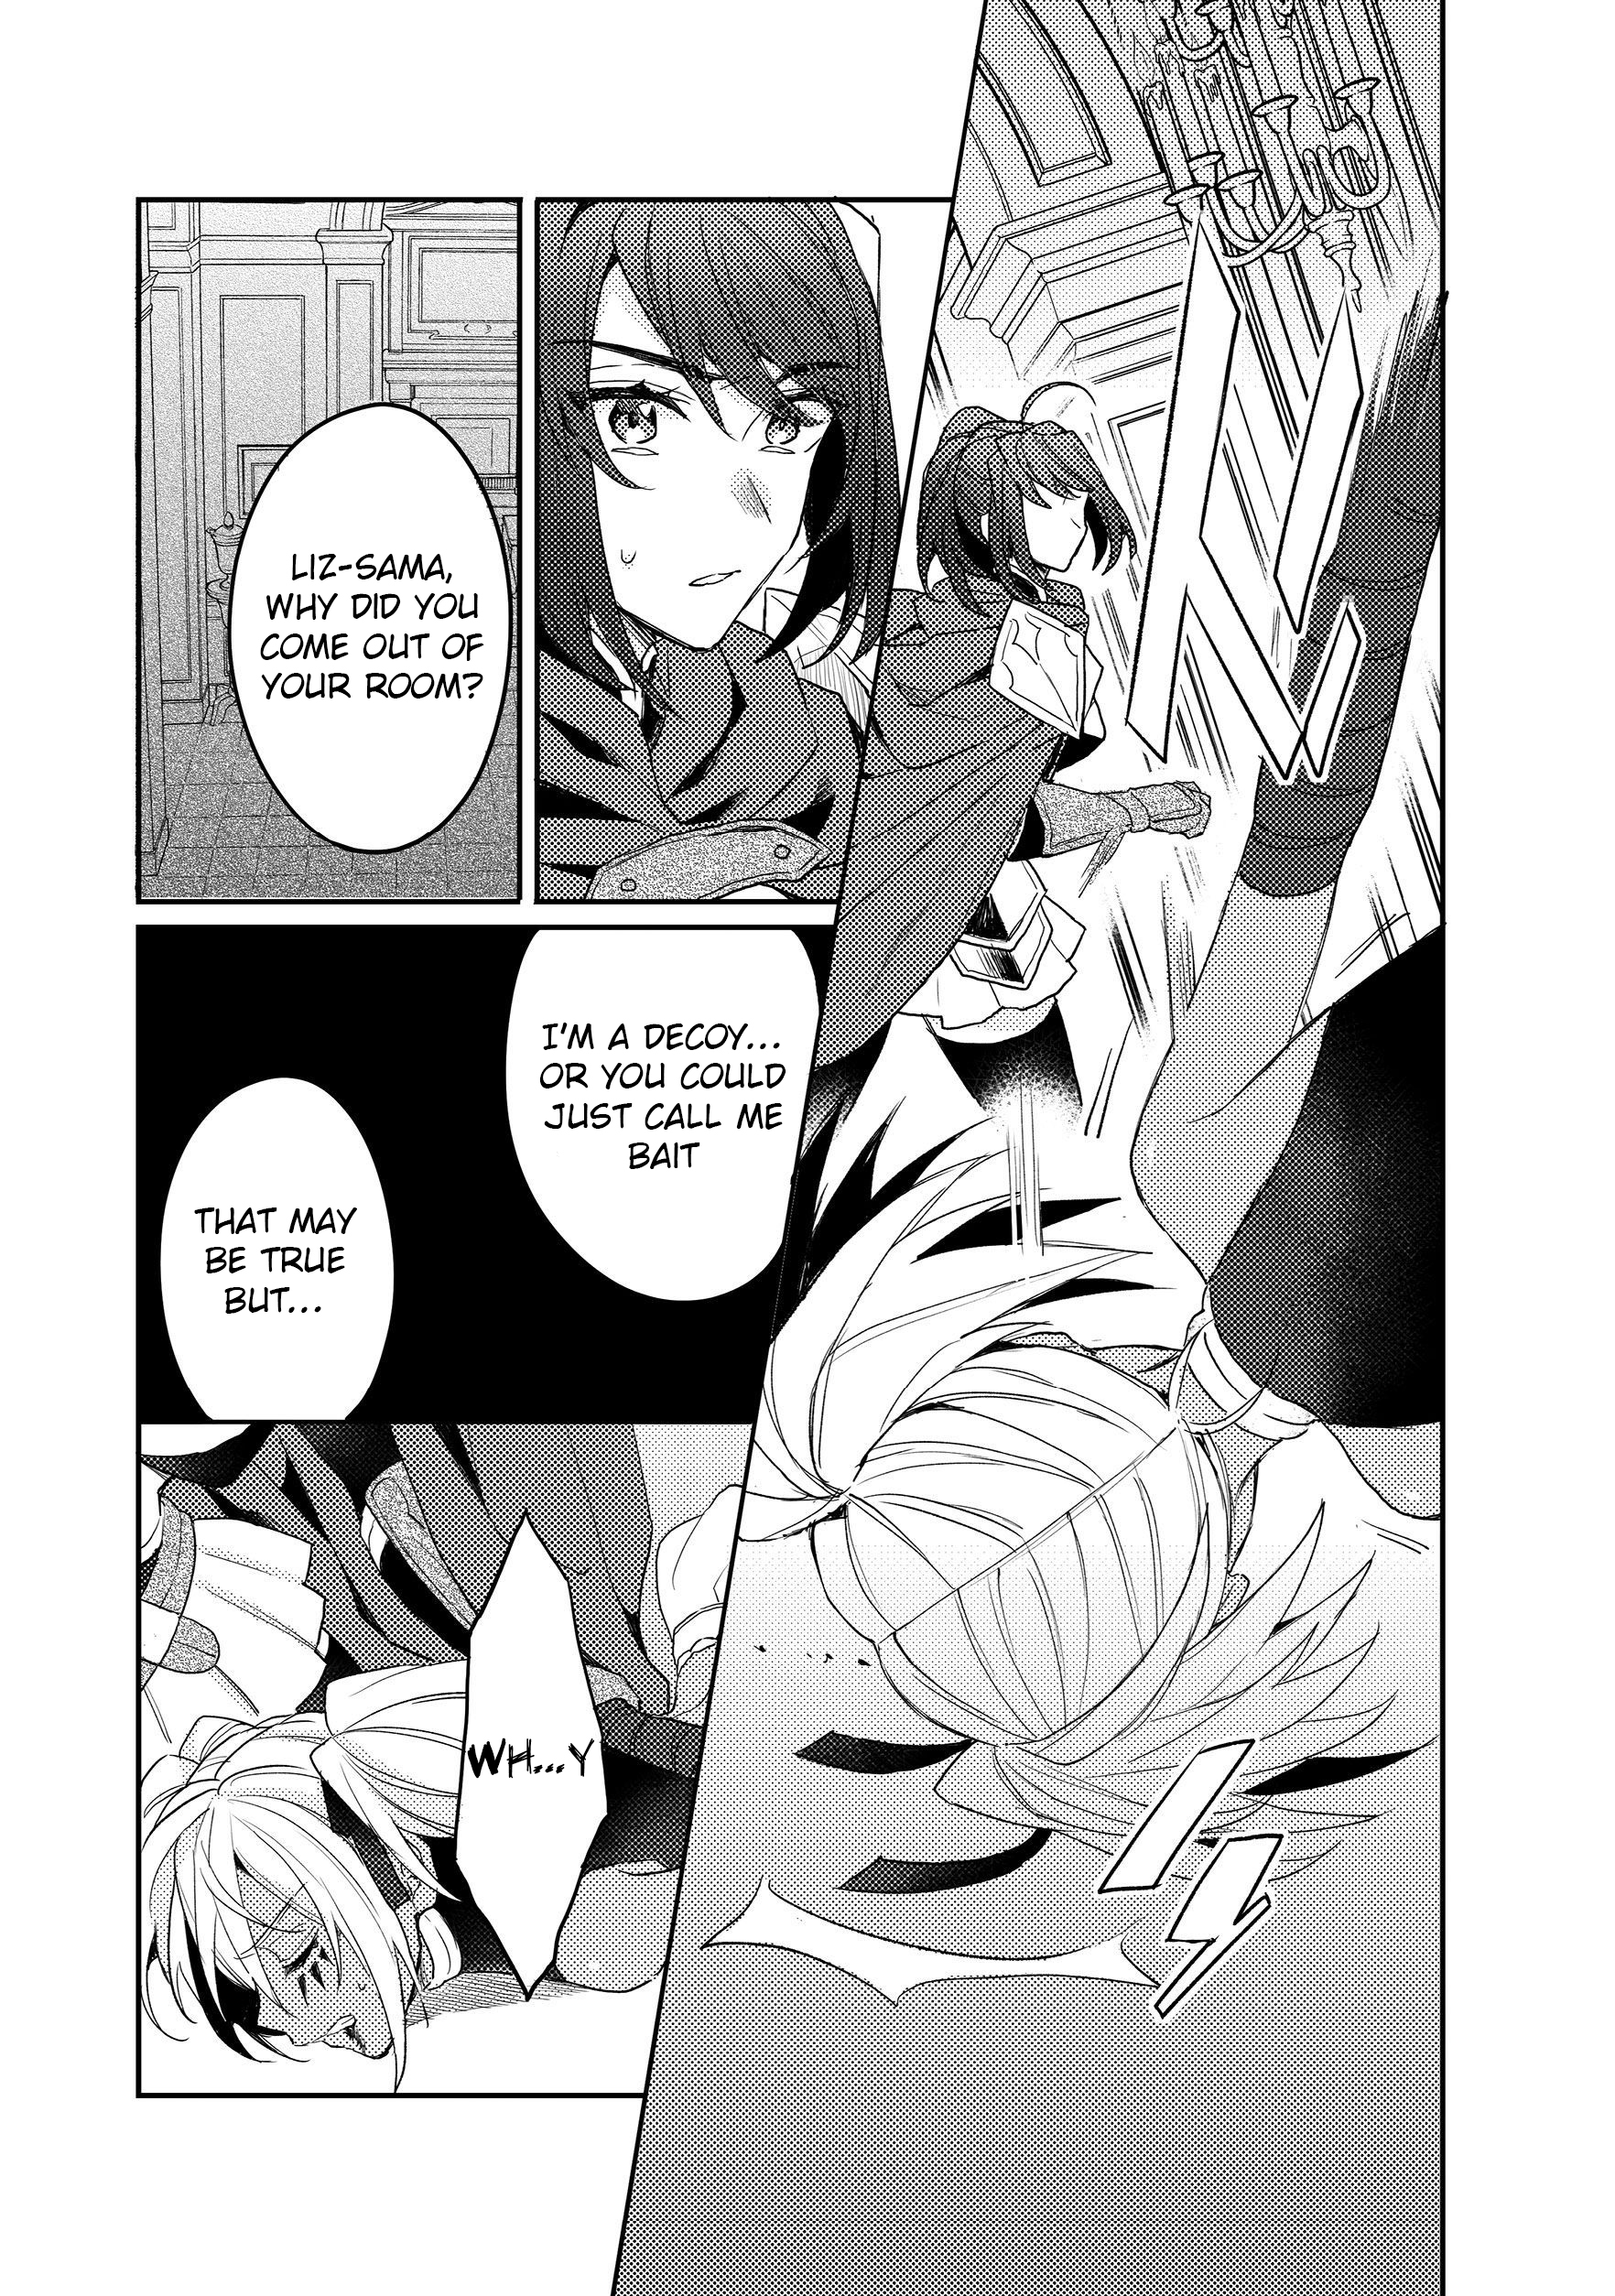 LIZ-SAMA,
WHY DID YOU
COME OUT OF
YOUR ROOM?
I'M A DECOY...
OR YOU COULD
JUST CALL ME
BAIT
THAT MAY
BE TRUE
BUT...
WH...Y